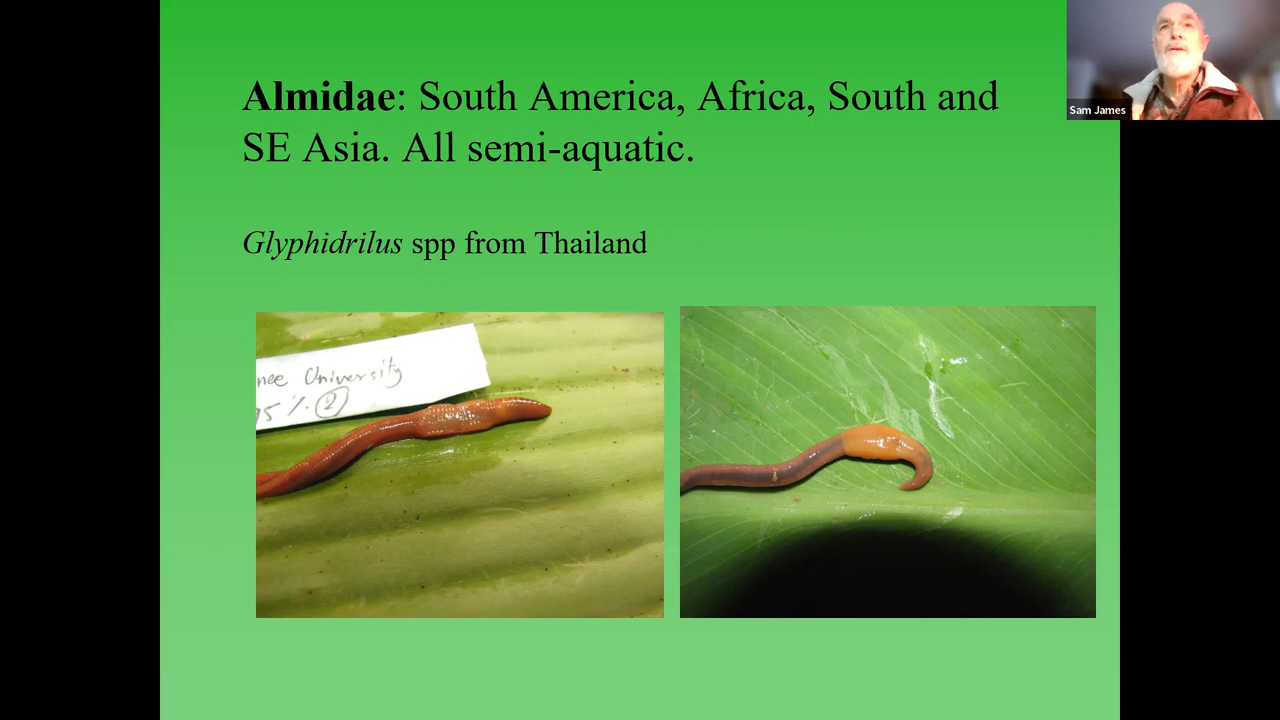 Almidae: South America, Africa, South and
SE Asia. All semi-aquatic.
Sam James
Glyphidrilus spp from Thailand
nee University
15 %. 2